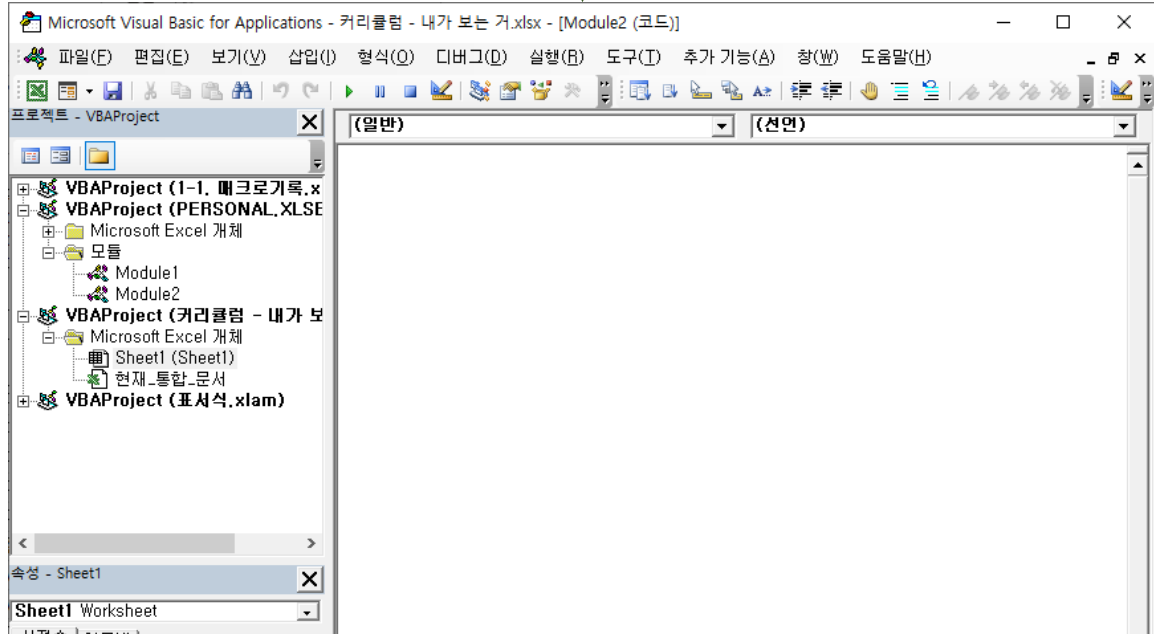 Microsoft Visual Basic for Applications - 커리큘럼 - 내가 보는 거.xlsx - [Module2 (코드)]
파일(F) 편집(E) 보기(V) 삽입(I) 형식(O) 디버그(D) 실행(R) 도구(T) 추가 기능(A) 창(W) 도움말(H)
프로젝트 - VBAProject
(일반) (선언)
VBAProject (1-1. 매크로기록.x
VBAProject (PERSONAL.XLSE
Microsoft Excel 개체
모듈
Module1
Module2
VBAProject (커리큘럼 - 내가 보
Microsoft Excel 개체
Sheet1 (Sheet1)
현재_통합_문서
VBAProject (표서식.xlam)
속성 - Sheet1
Sheet1 Worksheet